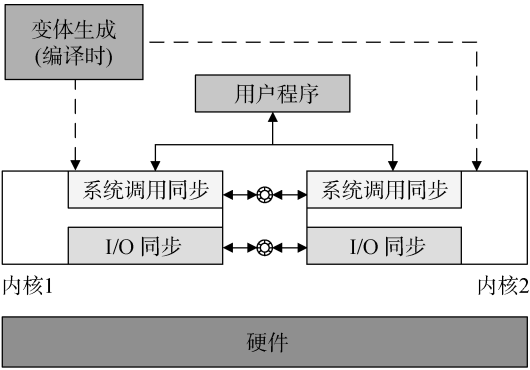 变体生成
(编译时)
用户程序
系统调用同步
系统调用同步
I/O 同步
I/O 同步
内核1
内核2
硬件